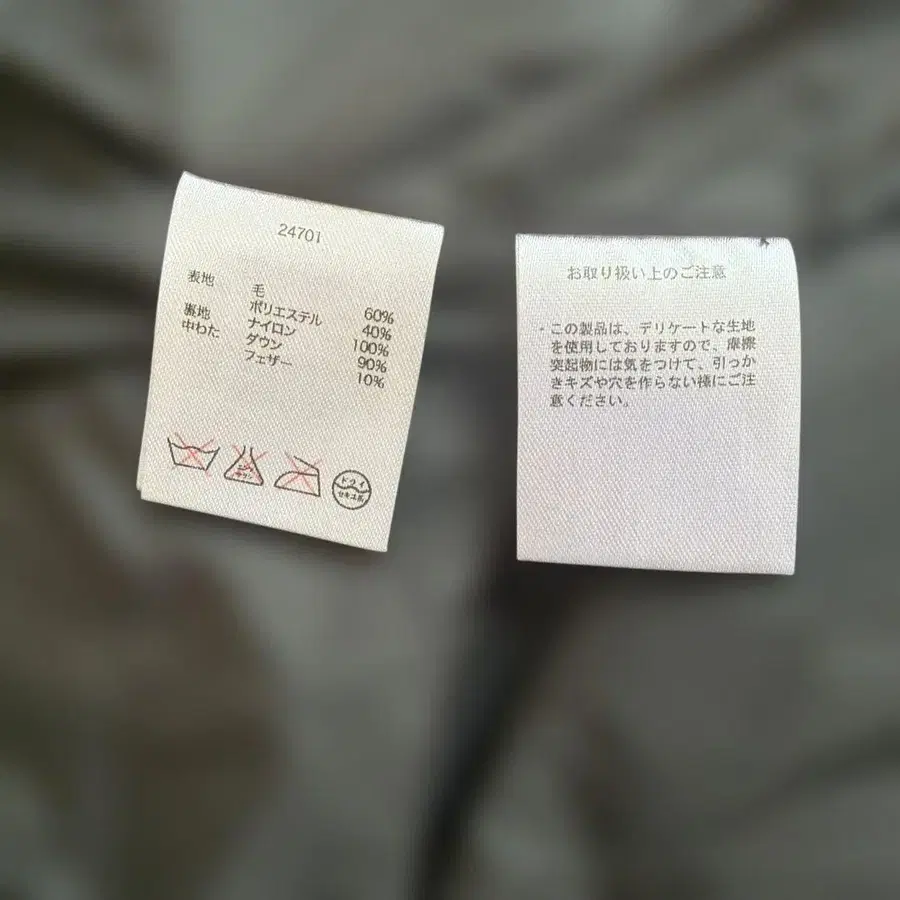 24701
表地 毛 60%
ポリエステル 40%
裏地 ナイロン 100%
中わた ダウン 90%
フェザー 10%
ドライ
セキユ系
お取り扱い上のご注意
・この製品は、デリケートな生地
を使用しておりますので、摩擦
突起物には気をつけて、引っか
きキズや穴を作らない様にご注
意ください。